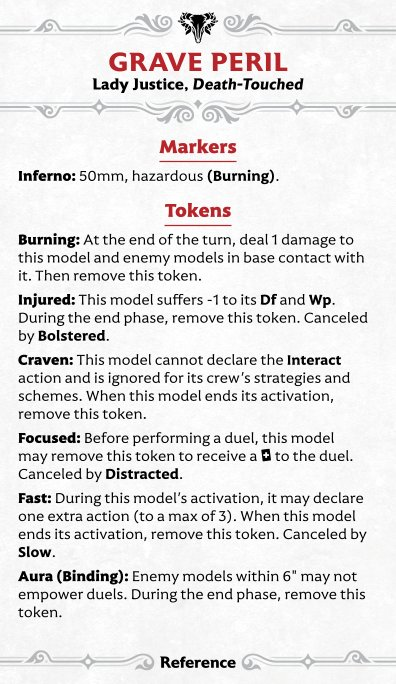 GRAVE PERIL
Lady Justice, Death-Touched
Markers
Inferno: 50mm, hazardous (Burning).
Tokens
Burning: At the end of the turn, deal 1 damage to
this model and enemy models in base contact with
it. Then remove this token.
Injured: This model suffers -1 to its Df and Wp.
During the end phase, remove this token. Canceled
by Bolstered.
Craven: This model cannot declare the Interact
action and is ignored for its crew's strategies and
schemes. When this model ends its activation,
remove this token.
Focused: Before performing a duel, this model
may remove this token to receive a + to the duel.
Canceled by Distracted.
Fast: During this model's activation, it may declare
one extra action (to a max of 3). When this model
ends its activation, remove this token. Canceled by
Slow.
Aura (Binding): Enemy models within 6" may not
empower duels. During the end phase, remove this
token.
Reference